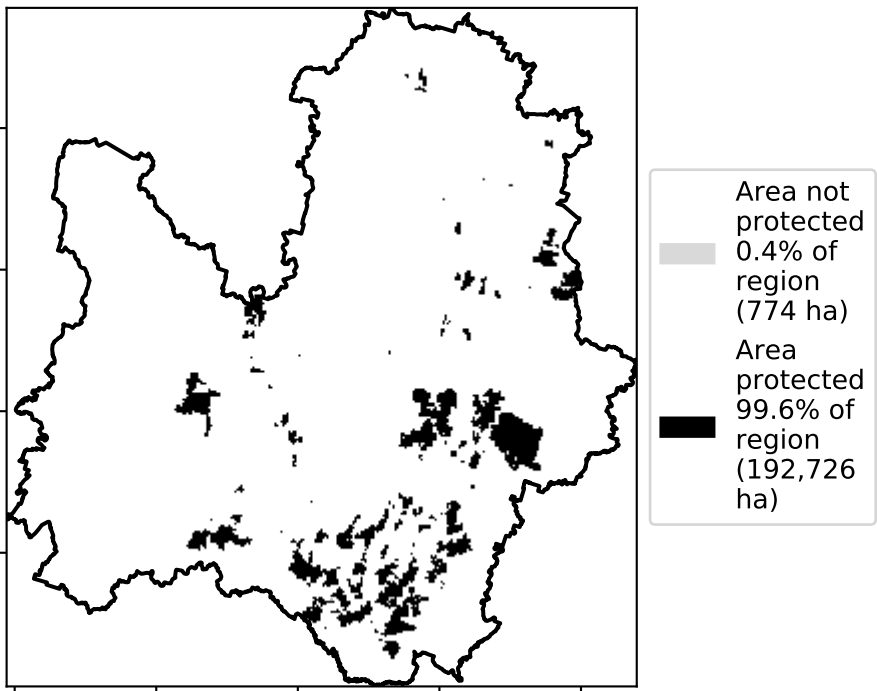 Area not
protected
0.4% of
region
(774 ha)
Area
protected
99.6% of
region
(192,726
ha)